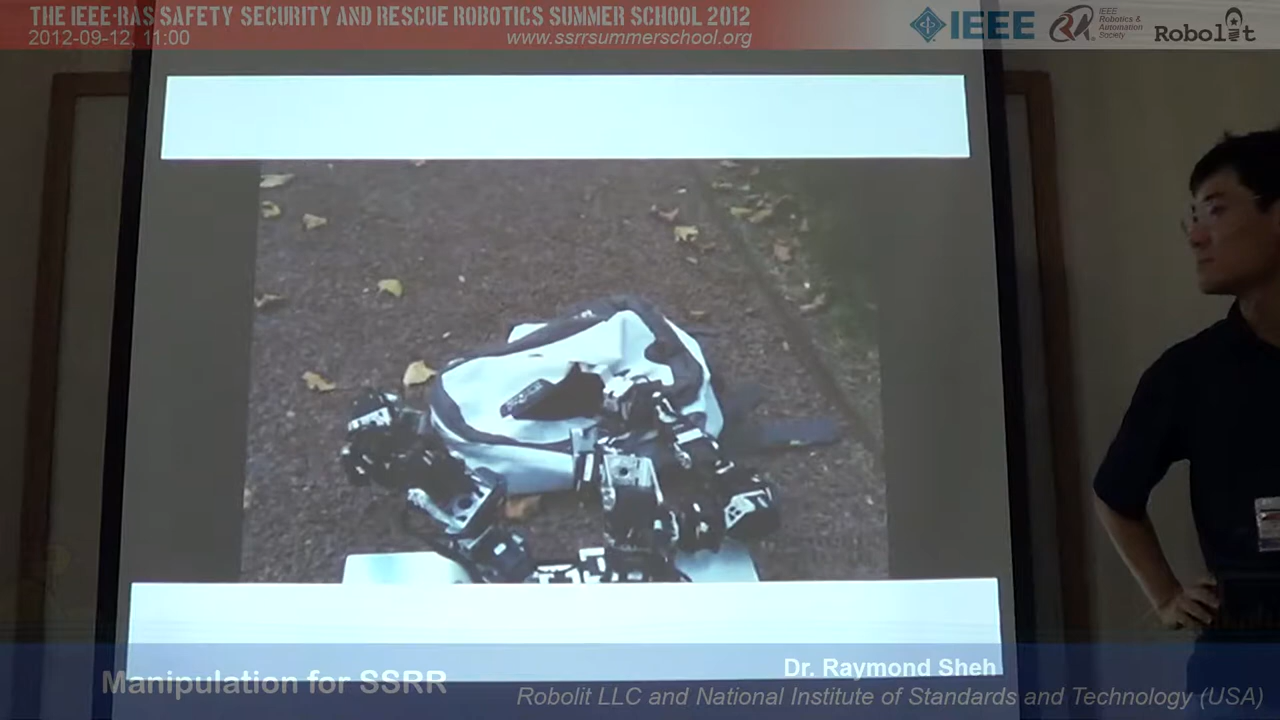 THE IEEE-RAS SAFETY SECURITY AND RESCUE ROBOTICS SUMMER SCHOOL 2012
2012-09-12, 11:00
www.ssrrsummerschool.org
IEEE
IEEE
Robotics &
Automation
Society
Robolit
Dr. Raymond Sheh
Manipulation for SSRR
Robolit LLC and National Institute of Standards and Technology (USA)